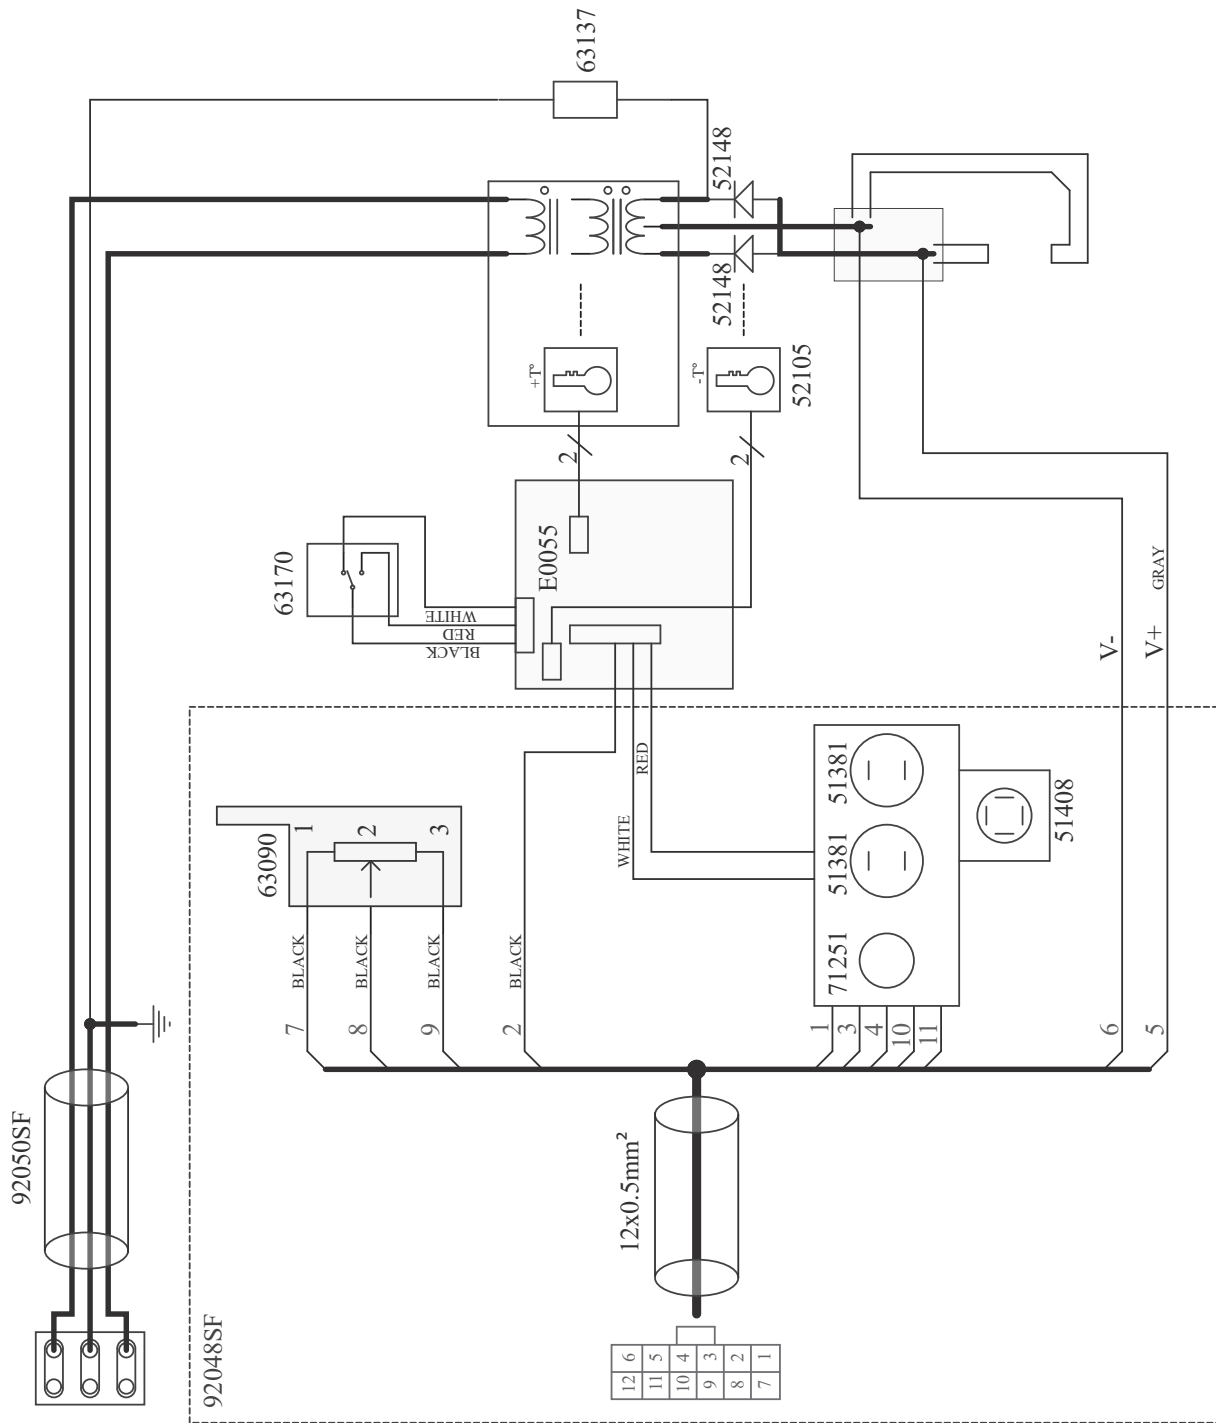 63137
52148
52148
+T°
-T°
52105
2
2
63170
E0055
WHITE
RED
BLACK
V-
V+
GRAY
63090
1
2
3
BLACK
BLACK
BLACK
BLACK
WHITE
RED
51381
51381
71251
51408
7
8
9
2
1
3
4
10
11
6
5
92050SF
12x0.5mm²
92048SF
12 11 10 9 8 7
6 5 4 3 2 1